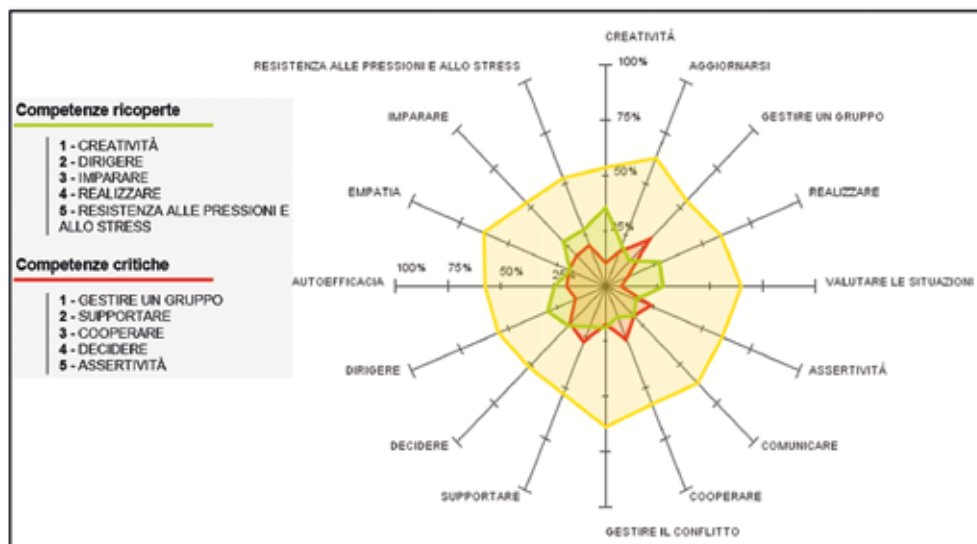 Competenze ricoperte
1 - CREATIVITÀ
2 - DIRIGERE
3 - IMPARARE
4 - REALIZZARE
5 - RESISTENZA ALLE PRESSIONI E
ALLO STRESS
Competenze critiche
1 - GESTIRE UN GRUPPO
2 - SUPPORTARE
3 - COOPERARE
4 - DECIDERE
5 - ASSERTIVITÀ
CREATIVITÀ
RESISTENZA ALLE PRESSIONI E ALLO STRESS
AGGIORNARSI
IMPARARE
GESTIRE UN GRUPPO
EMPATIA
REALIZZARE
AUTOEFFICACIA
VALUTARE LE SITUAZIONI
DIRIGERE
ASSERTIVITÀ
DECIDERE
COMUNICARE
SUPPORTARE
COOPERARE
GESTIRE IL CONFLITTO
100%
75%
50%
25%
100%
75%
50%
25%